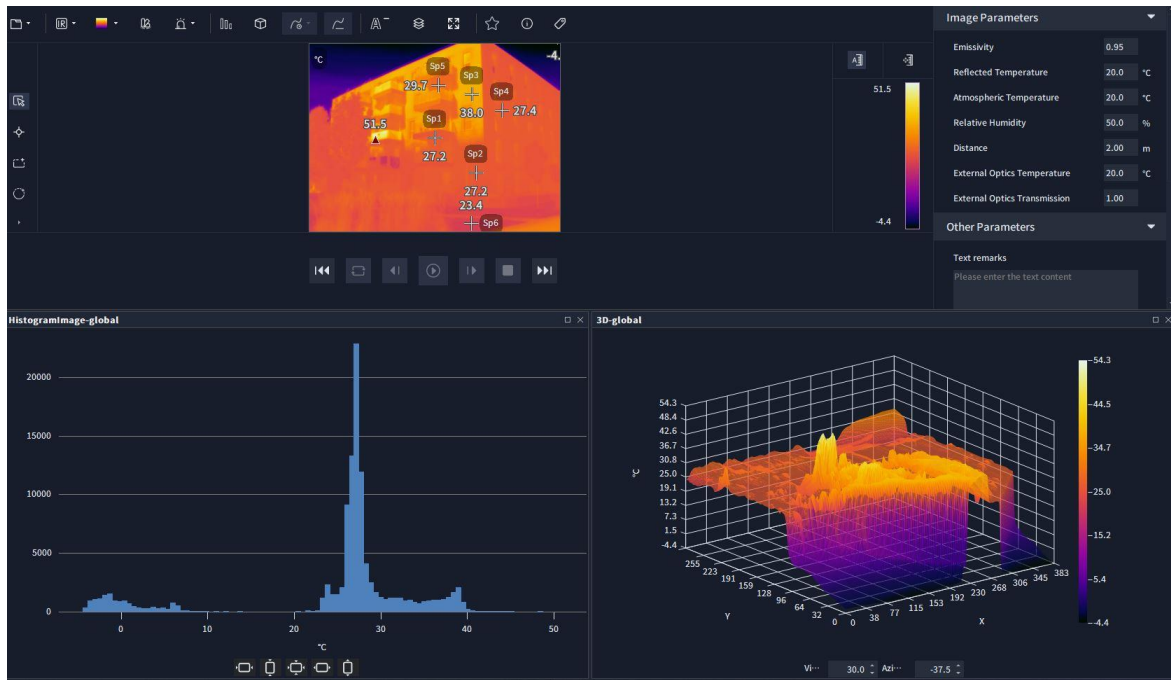 IR
A
Image Parameters
Emissivity 0.95
Reflected Temperature 20.0 °C
Atmospheric Temperature 20.0 °C
Relative Humidity 50.0 %
Distance 2.00 m
External Optics Temperature 20.0 °C
External Optics Transmission 1.00
Other Parameters
Text remarks
Please enter the text content
°C
-4.
Sp5
29.7
Sp3
38.0
Sp4
27.4
51.5
Sp1
27.2
Sp2
27.2
23.4
Sp6
A
51.5
-4.4
HistogramImage-global
20000
15000
10000
5000
0
0 10 20 30 40 50
°C
3D-global
54.3
48.4
42.6
36.7
30.8
25.0
19.1
13.2
7.3
1.5
-4.4
°C
255 223 191 159 128 96 64 32 0
Y
0 38 77 115 153 192 230 268 306 345 383
X
54.3
44.5
34.7
25.0
15.2
5.4
-4.4
Vi··· 30.0 Azi··· -37.5